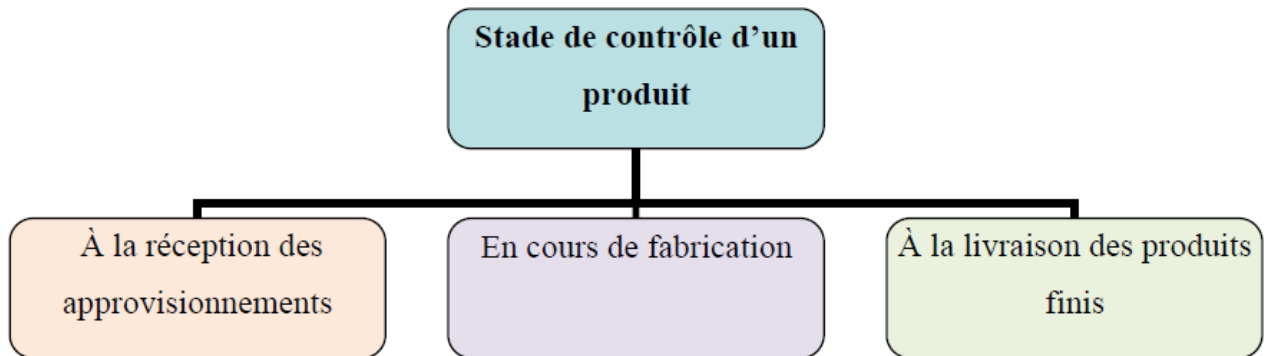 Stade de contrôle d’un
produit
À la réception des
approvisionnements
En cours de fabrication
À la livraison des produits
finis